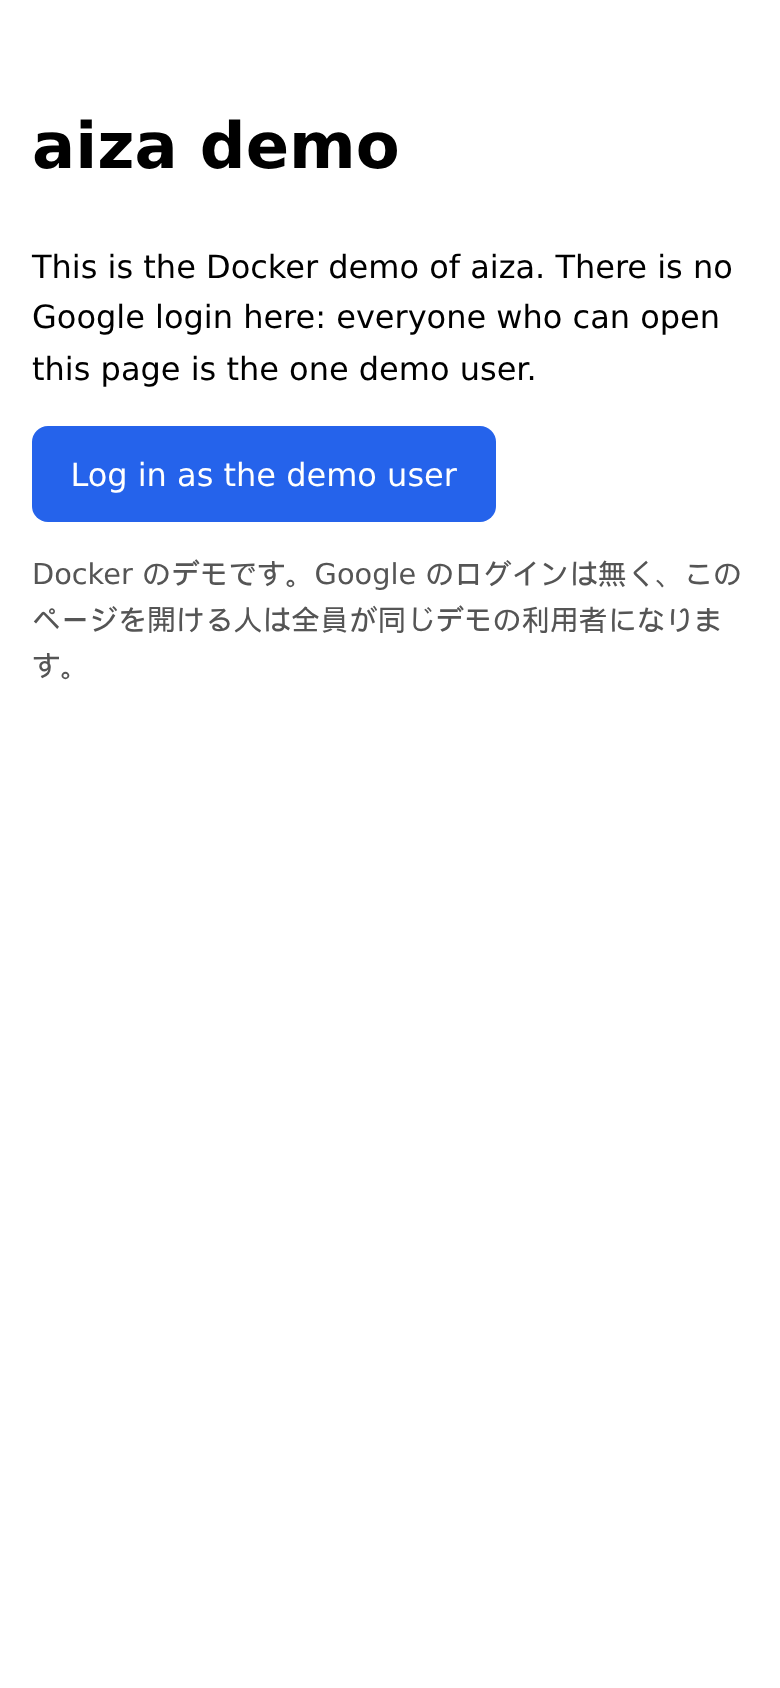 aiza demo
This is the Docker demo of aiza. There is no
Google login here: everyone who can open
this page is the one demo user.
Log in as the demo user
Docker のデモです。Google のログインは無く、この
ページを開ける人は全員が同じデモの利用者になりま
す。